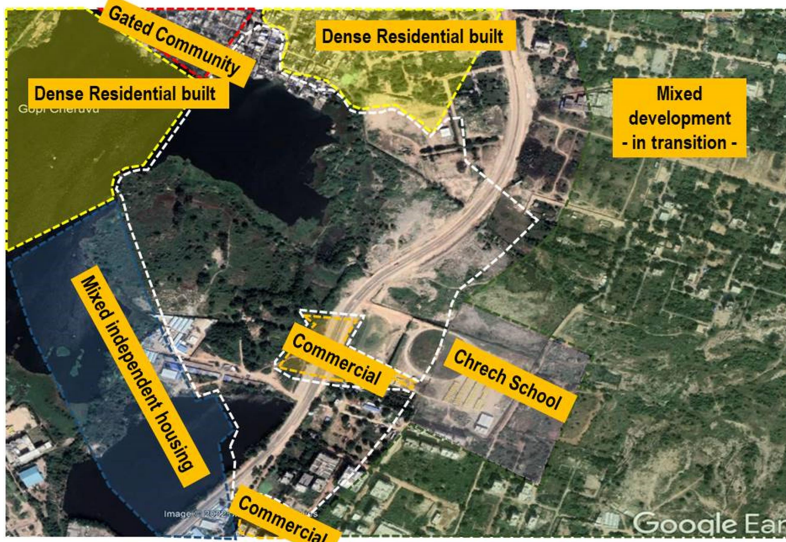 Gated Community
Dense Residential built
Dense Residential built
Gopi Cheruvu
Mixed
development
- in transition -
Mixed independent housing
Commercial
Chrech School
Commercial
Google Ear